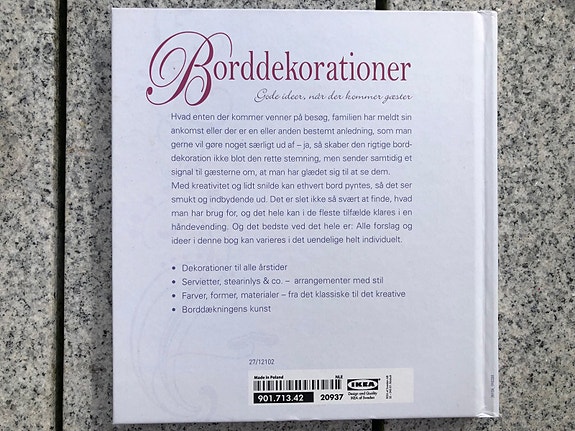 Borddekorationer
Gode ideer, når der kommer gæster
Hvad enten der kommer venner på besøg, familien har meldt sin
ankomst eller der er en eller anden bestemt anledning, som man
gerne vil gøre noget særligt ud af – ja, så skaber den rigtige bord-
dekoration ikke blot den rette stemning, men sender samtidig et
signal til gæsterne om, at man har glædet sig til at se dem.
Med kreativitet og lidt snilde kan ethvert bord pyntes, så det ser
smukt og indbydende ud. Det er slet ikke så svært at finde, hvad
man har brug for, og det hele kan i de fleste tilfælde klares i en
håndevending. Og det bedste ved det hele er: Alle forslag og
ideer i denne bog kan varieres i det uendelige helt individuelt.
• Dekorationer til alle årstider
• Servietter, stearinlys & co. – arrangementer med stil
• Farver, former, materialer – fra det klassiske til det kreative
• Borddækningens kunst
27/12102
Made in Poland NLE
901.713.42 20937
IKEA
Design and Quality
IKEA of Sweden